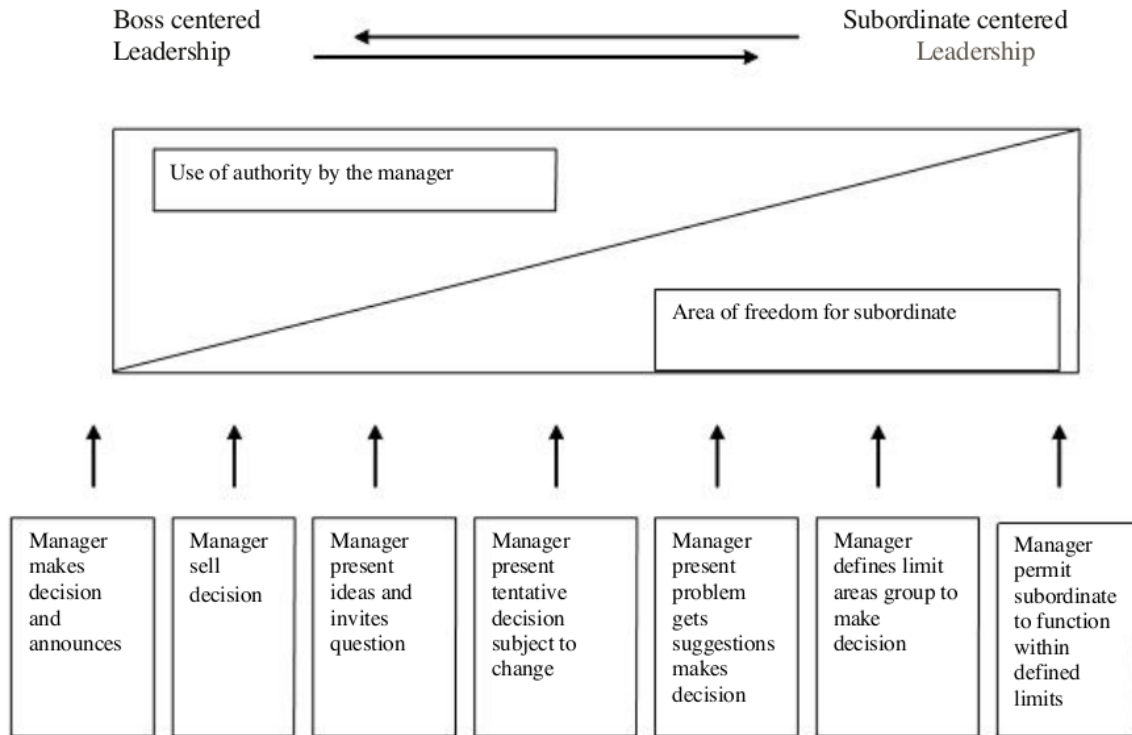 Boss centered
Leadership
Subordinate centered
Leadership
Use of authority by the manager
Area of freedom for subordinate
Manager
makes
decision
and
announces
Manager
sell
decision
Manager
present
ideas and
invites
question
Manager
present
tentative
decision
subject to
change
Manager
present
problem
gets
suggestions
makes
decision
Manager
defines limit
areas group to
make
decision
Manager
permit
subordinate
to function
within
defined
limits